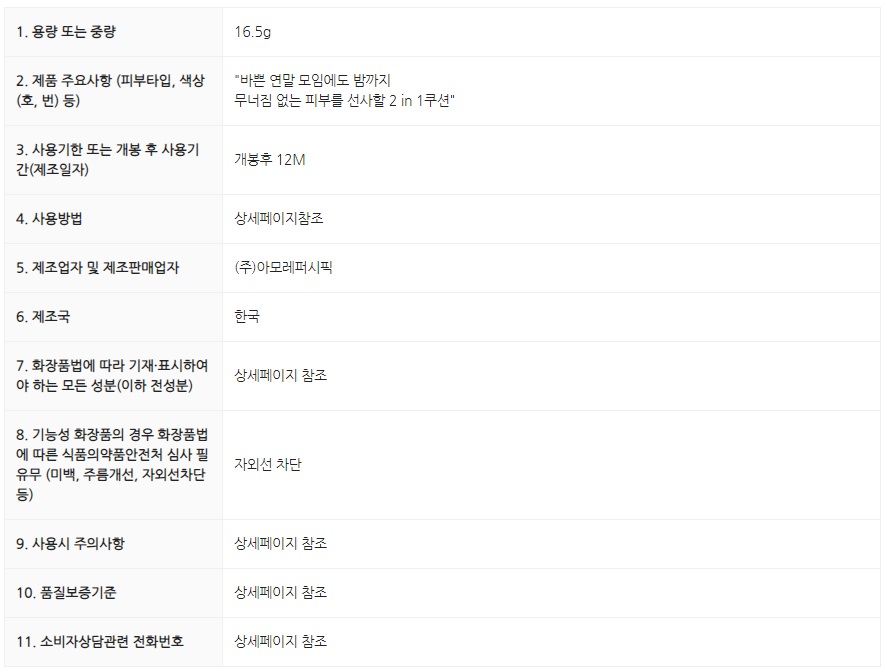 1. 용량 또는 중량
16.5g
2. 제품 주요사항 (피부타입, 색상
(호, 번) 등)
"바쁜 연말 모임에도 밤까지
무너짐 없는 피부를 선사할 2 in 1쿠션"
3. 사용기한 또는 개봉 후 사용기
간(제조일자)
개봉후 12M
4. 사용방법
상세페이지참조
5. 제조업자 및 제조판매업자
(주)아모레퍼시픽
6. 제조국
한국
7. 화장품법에 따라 기재·표시하여
야 하는 모든 성분(이하 전성분)
상세페이지 참조
8. 기능성 화장품의 경우 화장품법
에 따른 식품의약품안전처 심사 필
유무 (미백, 주름개선, 자외선차단
등)
자외선 차단
9. 사용시 주의사항
상세페이지 참조
10. 품질보증기준
상세페이지 참조
11. 소비자상담관련 전화번호
상세페이지 참조